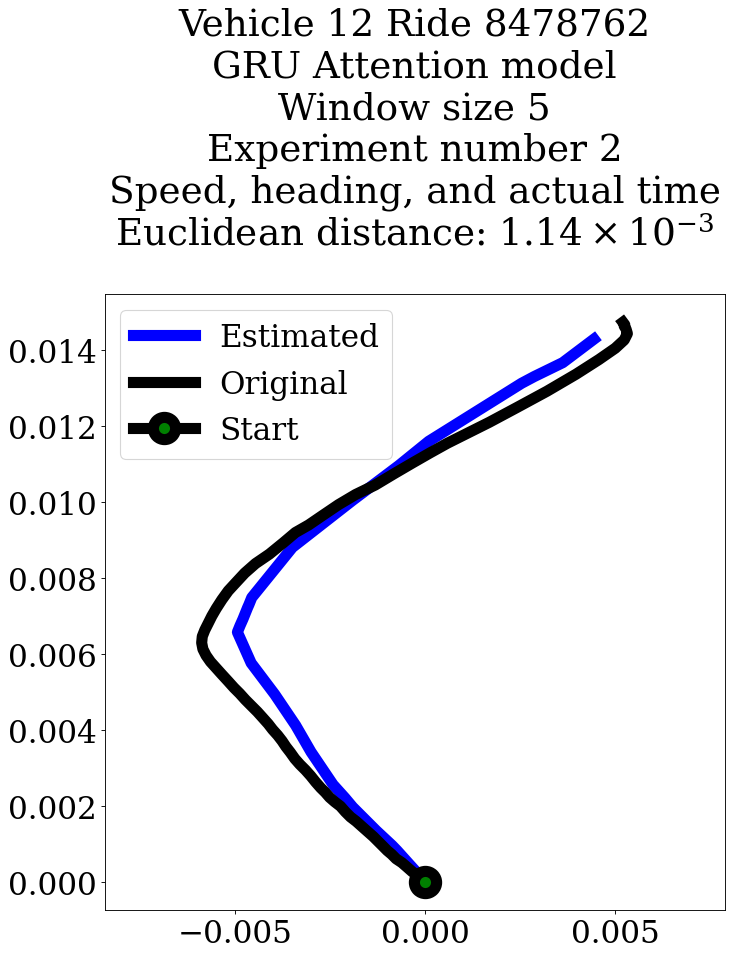 Vehicle 12 Ride 8478762
GRU Attention model
Window size 5
Experiment number 2
Speed, heading, and actual time
Euclidean distance: 1.14 × 10⁻³
Estimated
Original
Start
0.014
0.012
0.010
0.008
0.006
0.004
0.002
0.000
−0.005 0.000 0.005